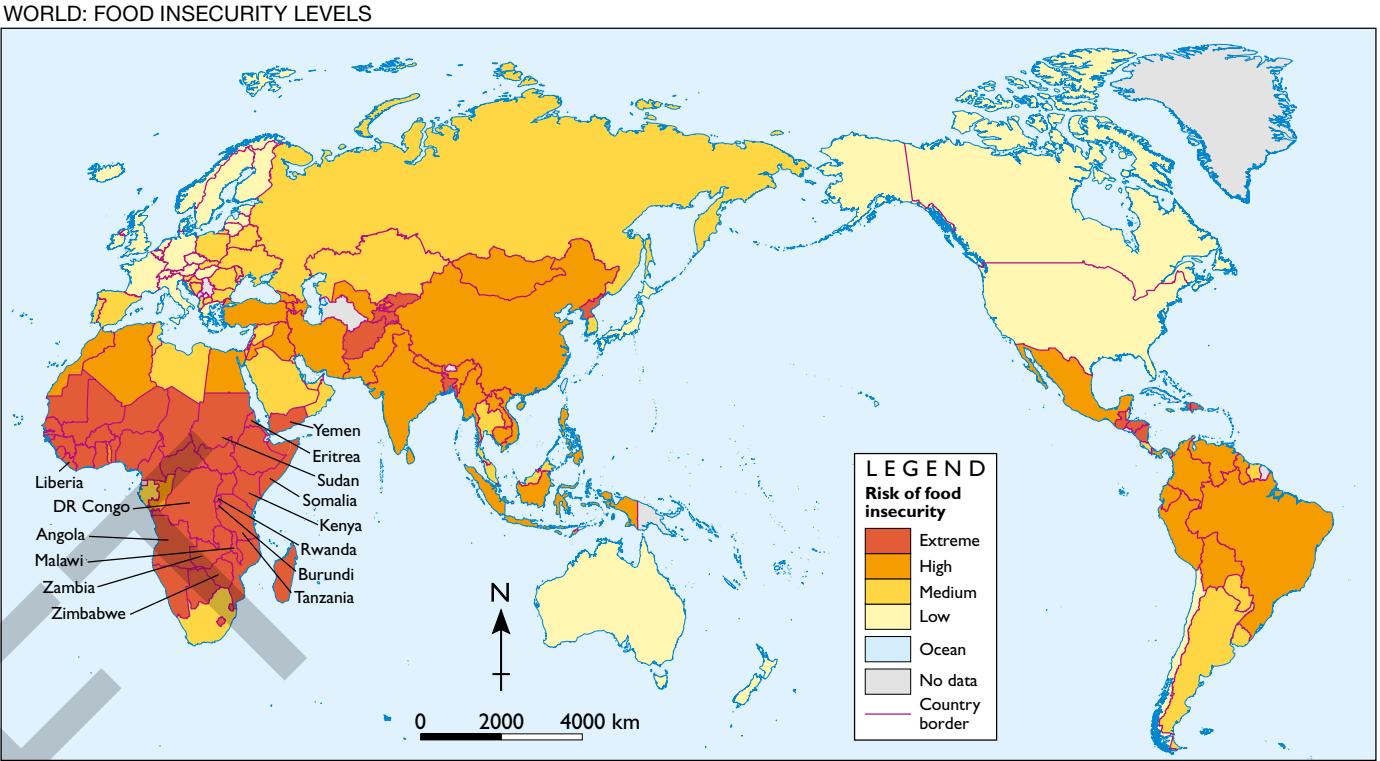 WORLD: FOOD INSECURITY LEVELS
Yemen
Eritrea
Sudan
Somalia
Kenya
Rwanda
Burundi
Tanzania
Liberia
DR Congo
Angola
Malawi
Zambia
Zimbabwe
N
0 2000 4000 km
LEGEND
Risk of food
insecurity
Extreme
High
Medium
Low
Ocean
No data
Country
border